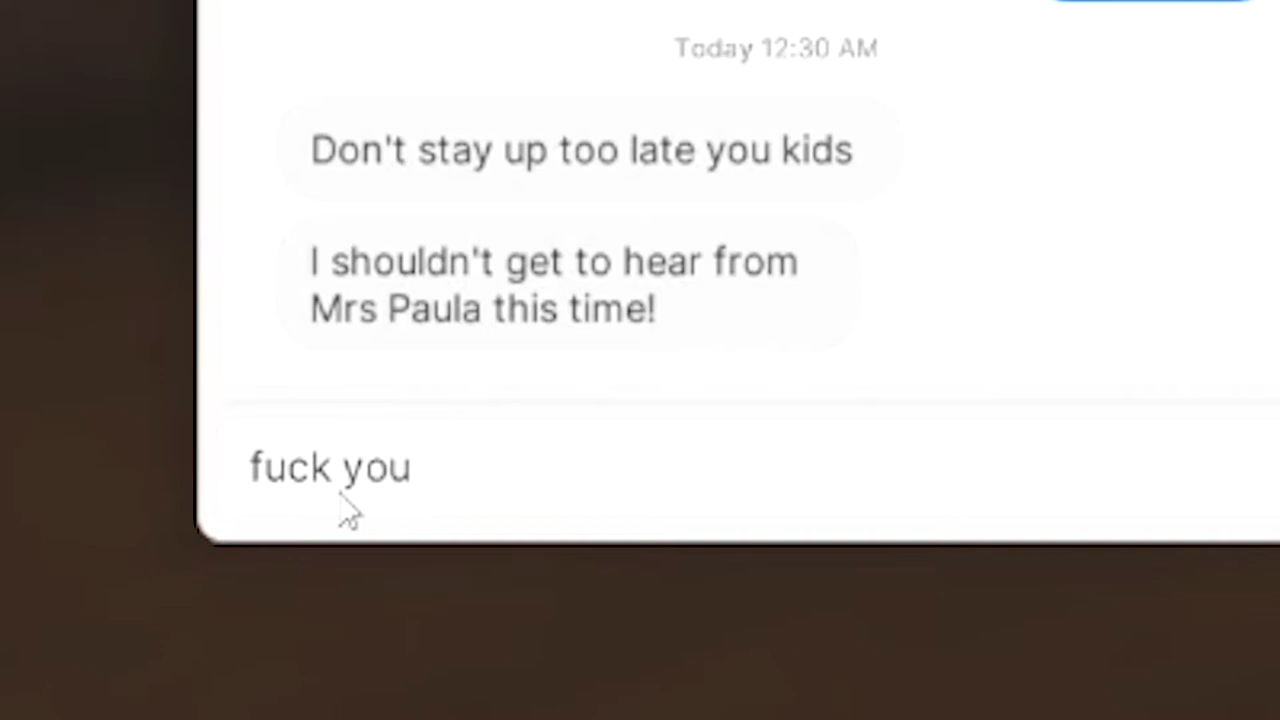 Today 12:30 AM
Don't stay up too late you kids
I shouldn't get to hear from
Mrs Paula this time!
fuck you